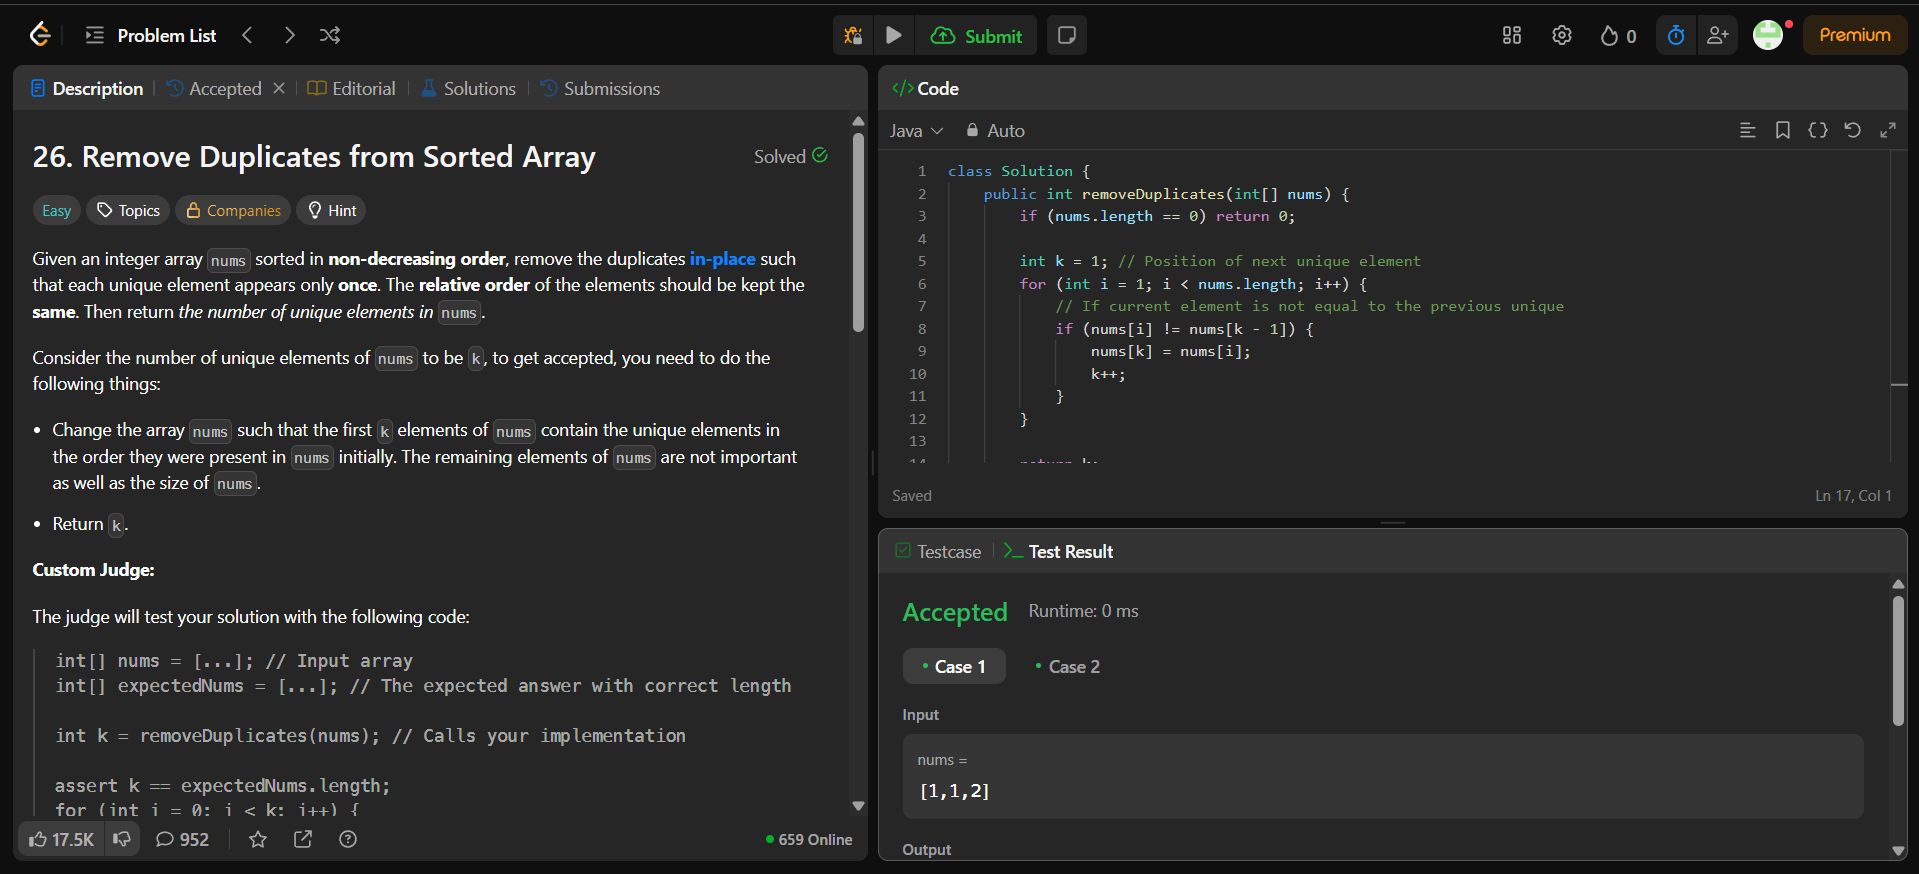 Problem List
Submit
0
Premium
Description
Accepted
Editorial
Solutions
Submissions
26. Remove Duplicates from Sorted Array
Solved
Easy
Topics
Companies
Hint
Given an integer array nums sorted in non-decreasing order, remove the duplicates in-place such
that each unique element appears only once. The relative order of the elements should be kept the
same. Then return the number of unique elements in nums.
Consider the number of unique elements of nums to be k, to get accepted, you need to do the
following things:
• Change the array nums such that the first k elements of nums contain the unique elements in
the order they were present in nums initially. The remaining elements of nums are not important
as well as the size of nums.
• Return k.
Custom Judge:
The judge will test your solution with the following code:
int[] nums = [...]; // Input array
int[] expectedNums = [...]; // The expected answer with correct length
int k = removeDuplicates(nums); // Calls your implementation
assert k == expectedNums.length;
for (int i = 0; i < k; i++) {
17.5K
952
659 Online
</> Code
Java
Auto
1 class Solution {
2 public int removeDuplicates(int[] nums) {
3 if (nums.length == 0) return 0;
4
5 int k = 1; // Position of next unique element
6 for (int i = 1; i < nums.length; i++) {
7 // If current element is not equal to the previous unique
8 if (nums[i] != nums[k - 1]) {
9 nums[k] = nums[i];
10 k++;
11 }
12 }
13
14 return k;
Saved
Ln 17, Col 1
Testcase
Test Result
Accepted
Runtime: 0 ms
Case 1
Case 2
Input
nums =
[1,1,2]
Output